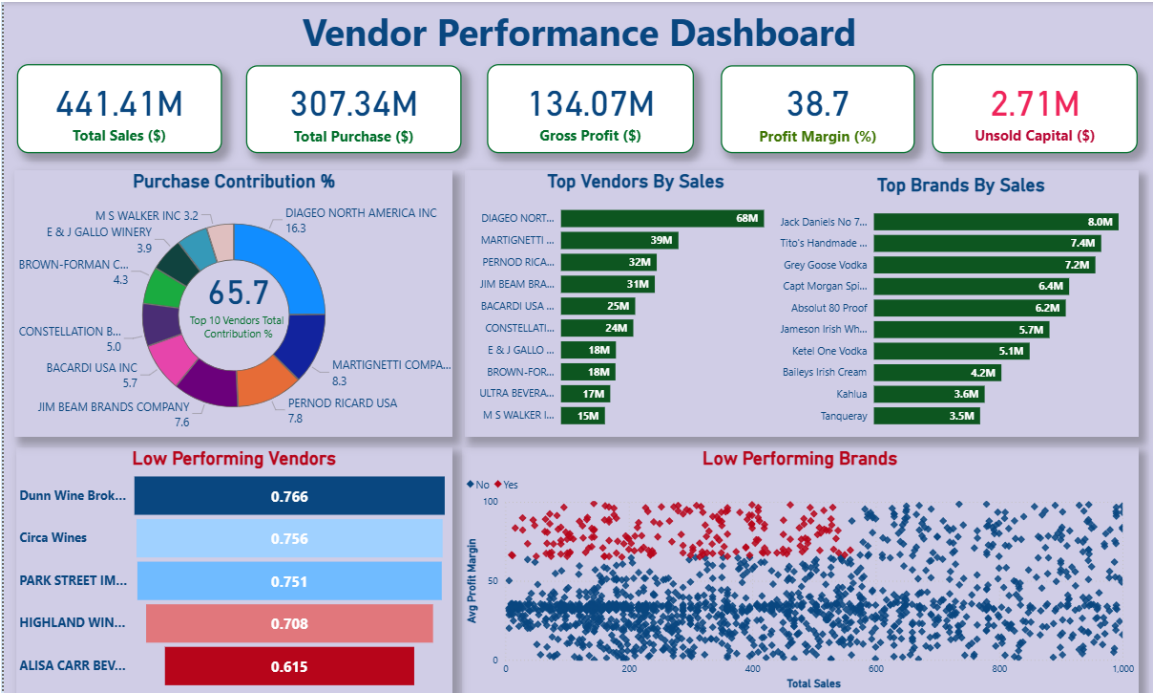 Vendor Performance Dashboard
441.41M
Total Sales ($)
307.34M
Total Purchase ($)
134.07M
Gross Profit ($)
38.7
Profit Margin (%)
2.71M
Unsold Capital ($)
Purchase Contribution %
M S WALKER INC 3.2
E & J GALLO WINERY
3.9
BROWN-FORMAN C...
4.3
CONSTELLATION B...
5.0
BACARDI USA INC
5.7
JIM BEAM BRANDS COMPANY
7.6
DIAGEO NORTH AMERICA INC
16.3
MARTIGNETTI COMPA...
8.3
PERNOD RICARD USA
7.8
65.7
Top 10 Vendors Total
Contribution %
Top Vendors By Sales
DIAGEO NORT... 68M
MARTIGNETTI ... 39M
PERNOD RICA... 32M
JIM BEAM BRA... 31M
BACARDI USA ... 25M
CONSTELLATI... 24M
E & J GALLO ... 18M
BROWN-FOR... 18M
ULTRA BEVERA... 17M
M S WALKER I... 15M
Top Brands By Sales
Jack Daniels No 7... 8.0M
Tito's Handmade ... 7.4M
Grey Goose Vodka 7.2M
Capt Morgan Spi... 6.4M
Absolut 80 Proof 6.2M
Jameson Irish Wh... 5.7M
Ketel One Vodka 5.1M
Baileys Irish Cream 4.2M
Kahlua 3.6M
Tanqueray 3.5M
Low Performing Vendors
Dunn Wine Brok... 0.766
Circa Wines 0.756
PARK STREET IM... 0.751
HIGHLAND WIN... 0.708
ALISA CARR BEV... 0.615
Low Performing Brands
No Yes
Avg Profit Margin
100
50
0
0 200 400 600 800 1,000
Total Sales